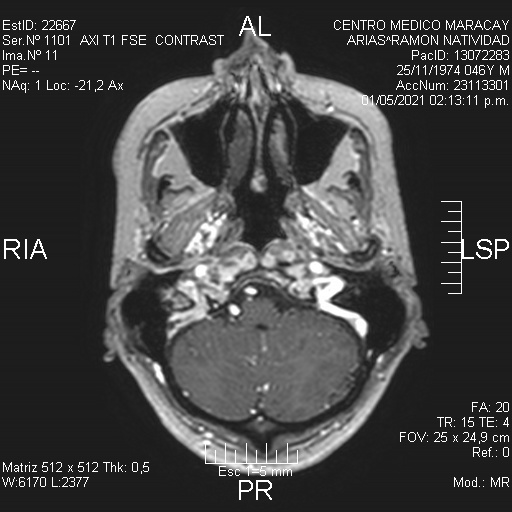 EstID: 22667
Ser.Nº 1101 AXI T1 FSE CONTRAST
Ima.Nº 11
PE= --
NAq: 1 Loc: -21,2 Ax
AL
CENTRO MEDICO MARACAY
ARIAS^RAMON NATIVIDAD
PacID: 13072283
25/11/1974 046Y M
AccNum: 23113301
01/05/2021 02:13:11 p.m.
RIA
LSP
FA: 20
TR: 15 TE: 4
FOV: 25 x 24,9 cm
Ref.: 0
Matriz 512 x 512 Thk: 0,5
W:6170 L:2377
Esc 1=5 mm
PR
Mod.: MR